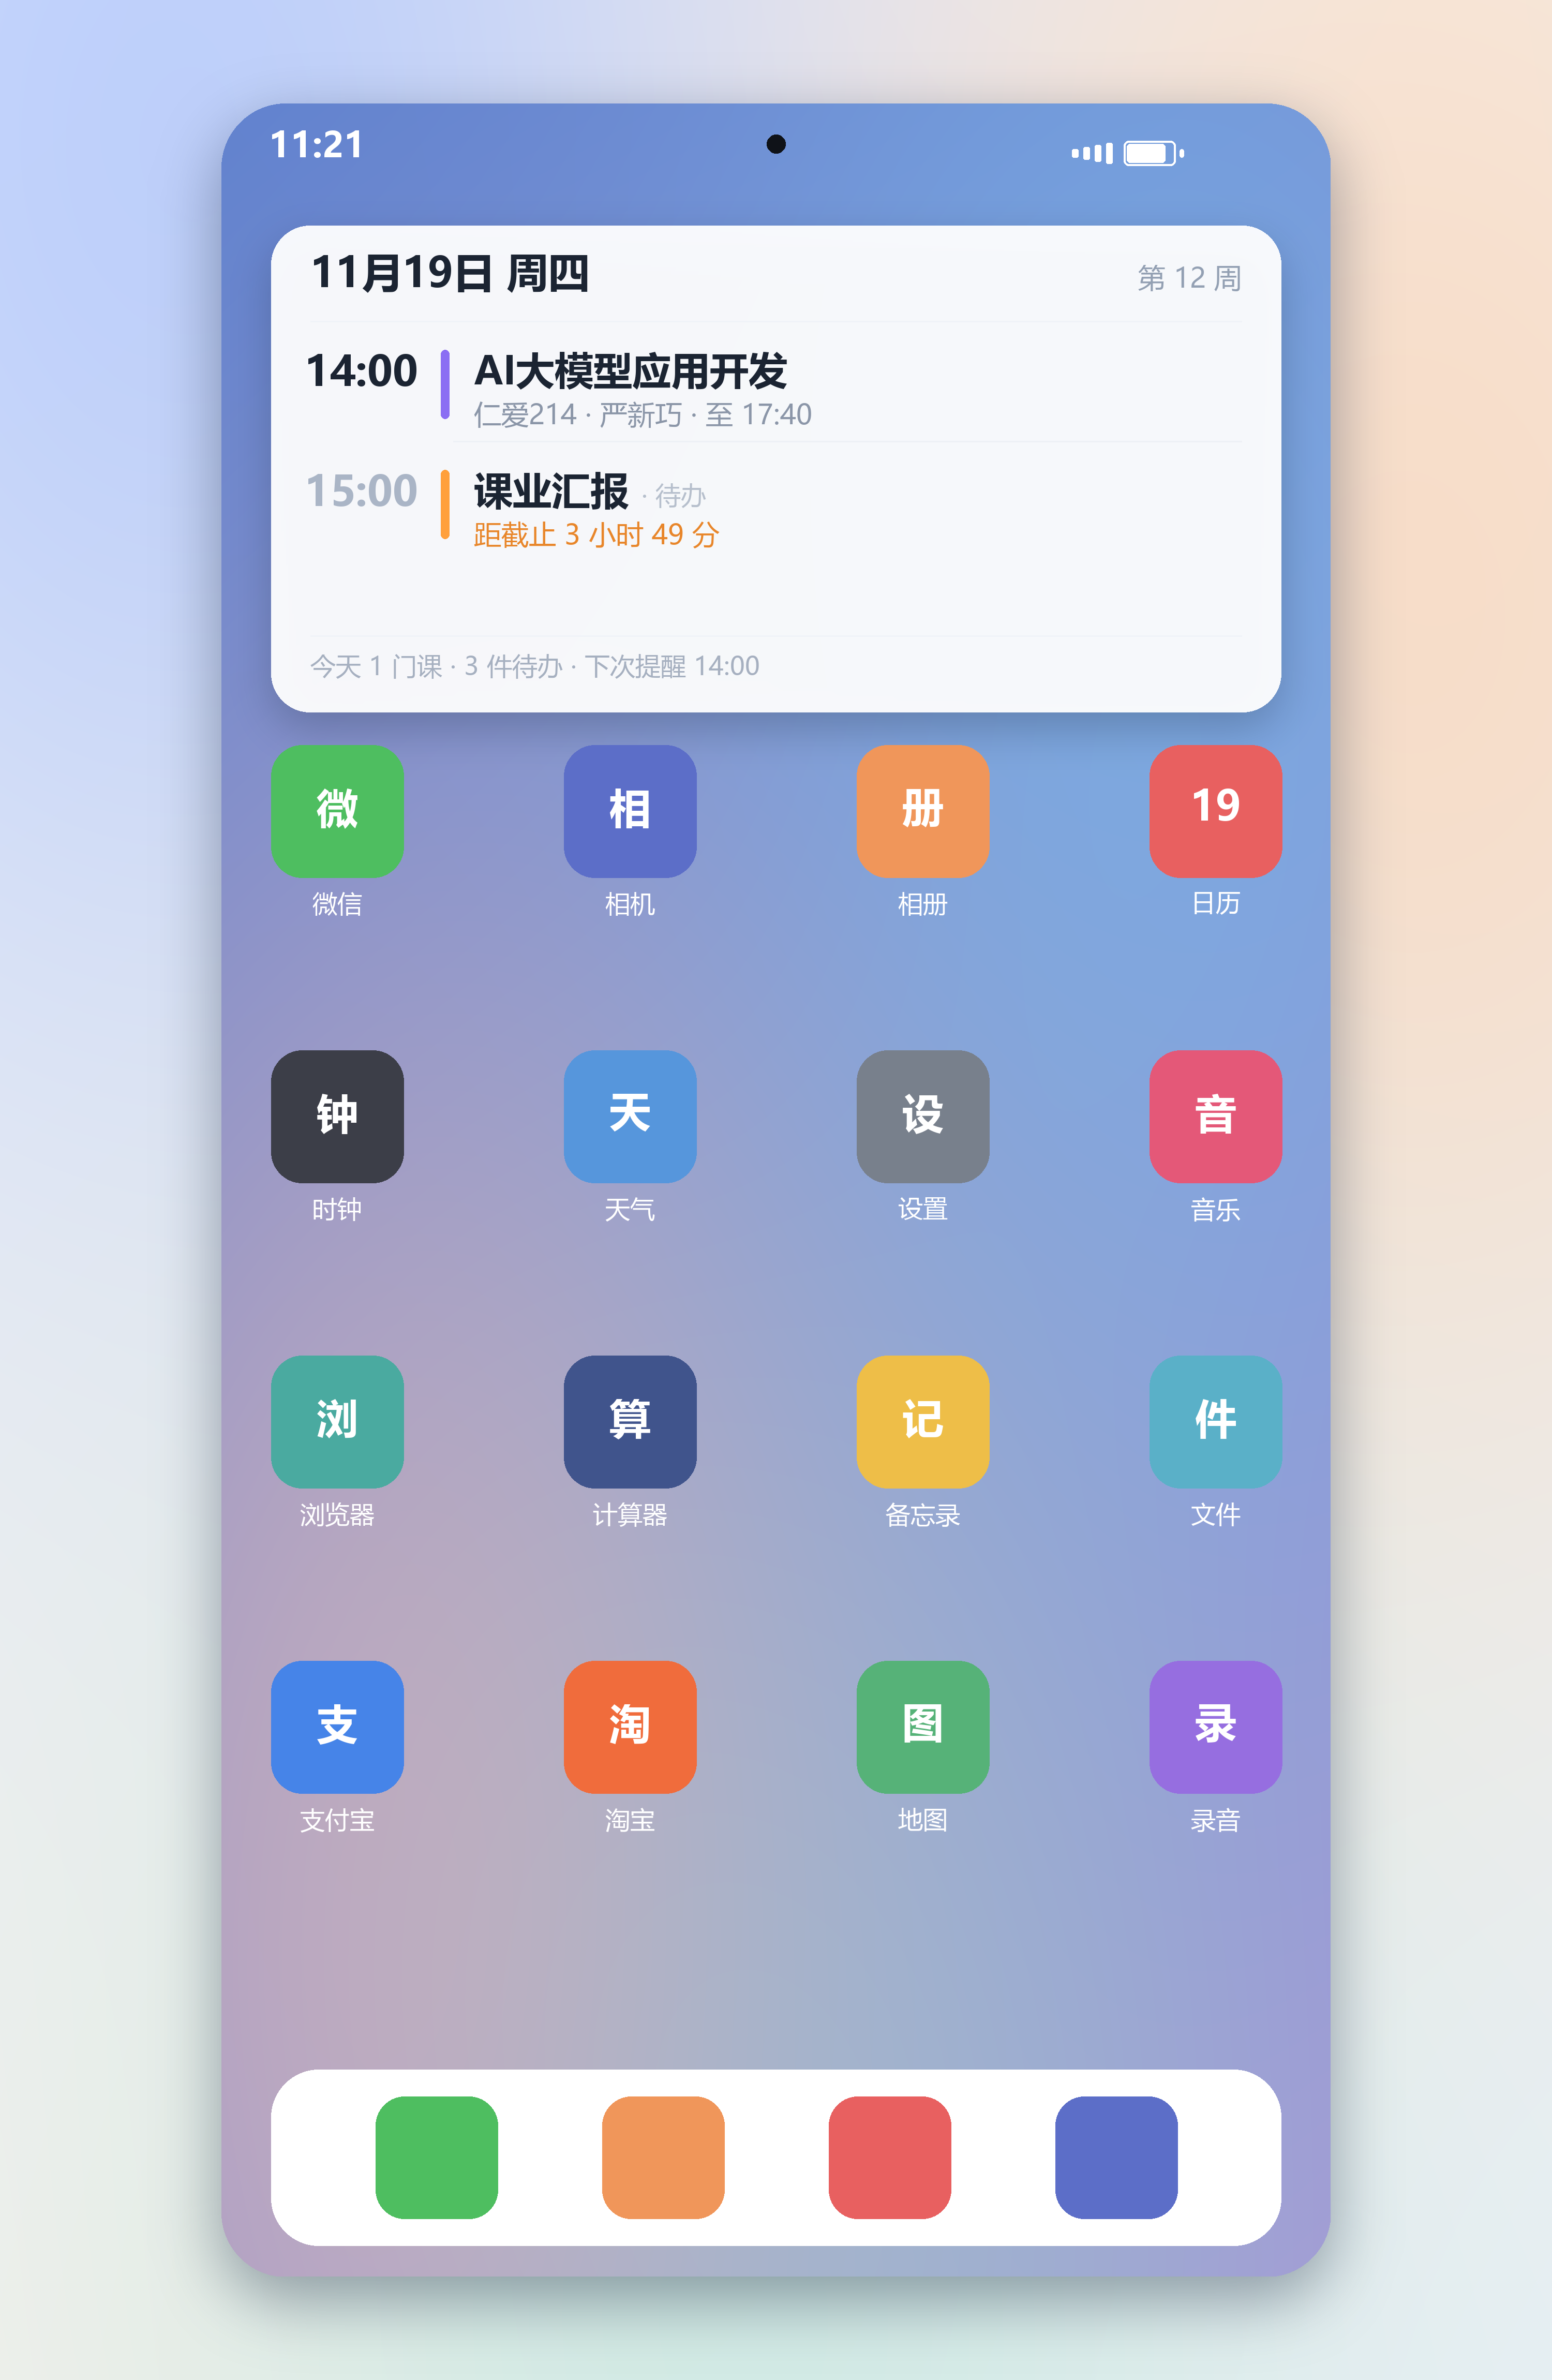 11:21
11月19日 周四
第 12 周
14:00
AI大模型应用开发
仁爱214 · 严新巧 · 至 17:40
15:00
课业汇报 · 待办
距截止 3 小时 49 分
今天 1 门课 · 3 件待办 · 下次提醒 14:00
微
相
册
19
微信
相机
相册
日历
钟
天
设
音
时钟
天气
设置
音乐
浏
算
记
件
浏览器
计算器
备忘录
文件
支
淘
图
录
支付宝
淘宝
地图
录音